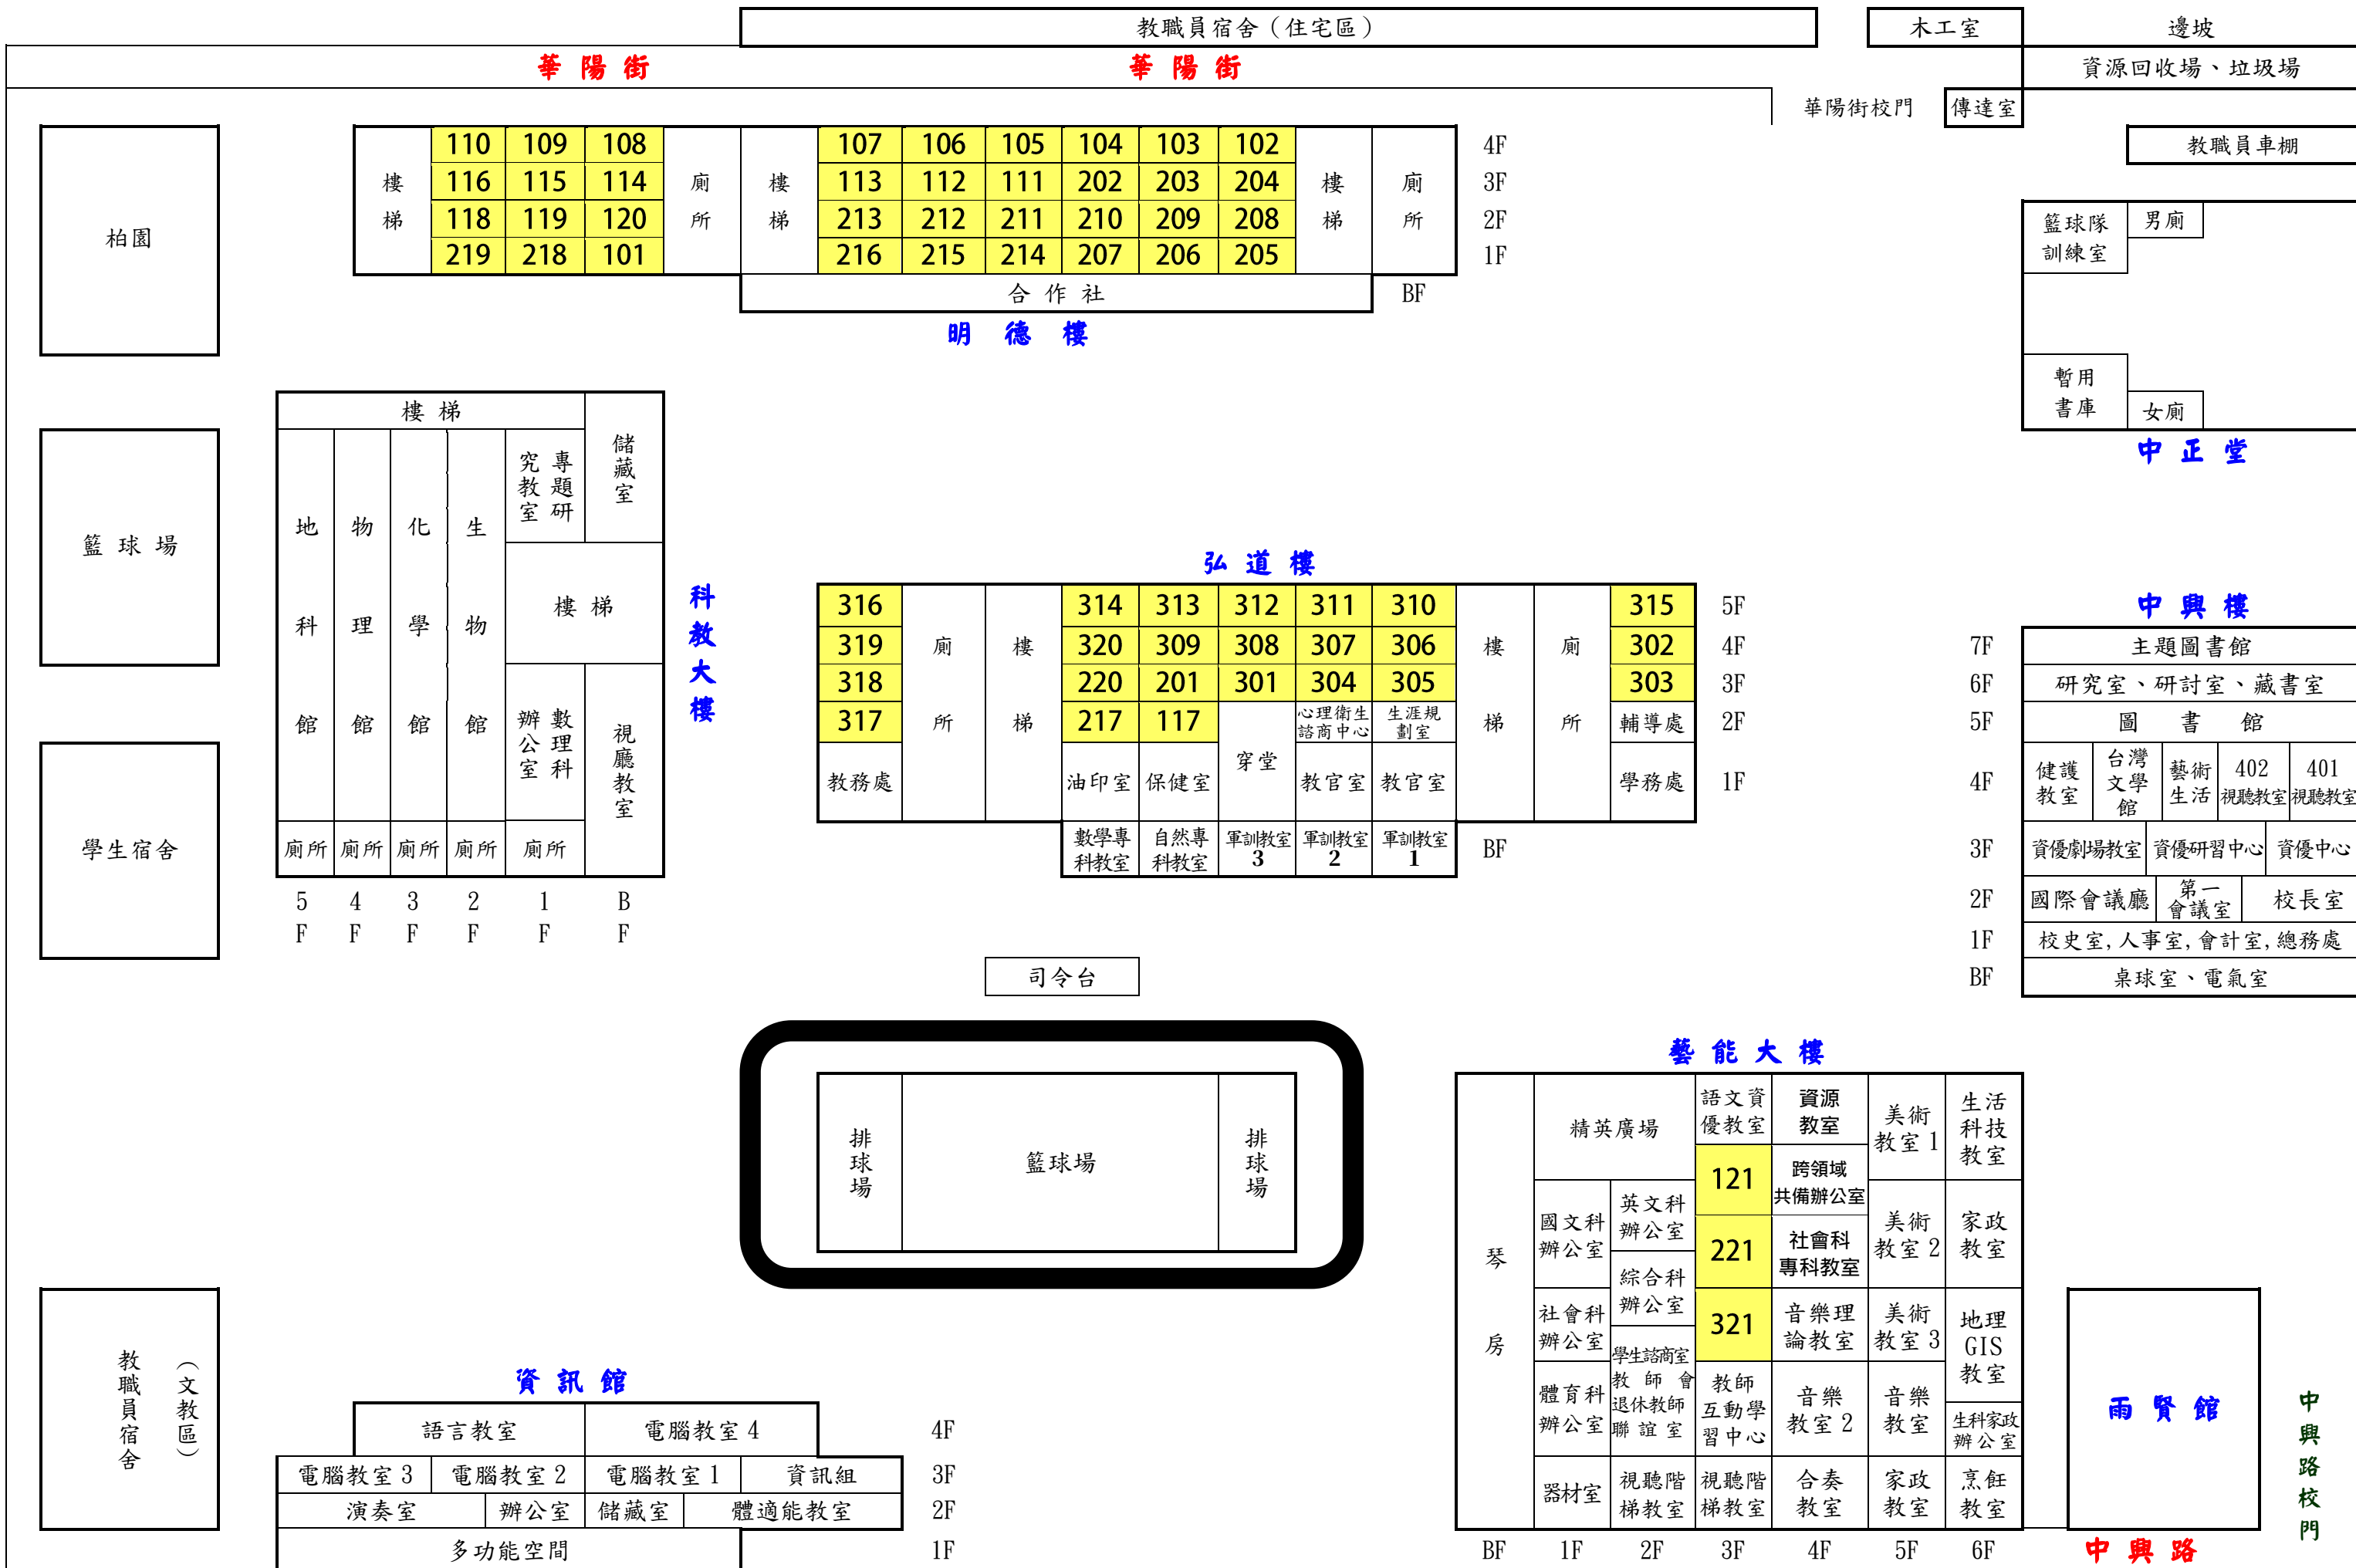 教職員宿舍（住宅區）
木工室
邊坡
華陽街
華陽街
資源回收場、垃圾場
華陽街校門
傳達室
教職員車棚
柏園
樓梯
110 109 108
116 115 114
118 119 120
219 218 101
廁所
樓梯
107 106 105 104 103 102
113 112 111 202 203 204
213 212 211 210 209 208
216 215 214 207 206 205
樓梯
廁所
4F
3F
2F
1F
合作社
BF
明德樓
籃球隊
訓練室
男廁
暫用
書庫
女廁
中正堂
籃球場
學生宿舍
樓梯
地科館
物理館
化學館
生物館
專題研
究教室
儲藏室
樓梯
數理科
辦公室
視廳教室
廁所 廁所 廁所 廁所 廁所
5F 4F 3F 2F 1F BF
科教大樓
弘道樓
316
319
318
317
教務處
廁所
樓梯
314 313 312 311 310
320 309 308 307 306
220 201 301 304 305
217 117
穿堂
心理衛生
諮商中心
生涯規
劃室
油印室 保健室 教官室 教官室
樓梯
廁所
315
302
303
輔導處
學務處
5F
4F
3F
2F
1F
數學專
科教室
自然專
科教室
軍訓教室
3
軍訓教室
2
軍訓教室
1
BF
中興樓
7F 主題圖書館
6F 研究室、研討室、藏書室
5F 圖書館
4F
健護
教室
台灣
文學
館
藝術
生活
402
視聽教室
401
視聽教室
3F 資優劇場教室 資優研習中心 資優中心
2F 國際會議廳
第一
會議室
校長室
1F 校史室,人事室,會計室,總務處
BF 桌球室、電氣室
司令台
排球場
籃球場
排球場
藝能大樓
琴房
精英廣場
國文科
辦公室
社會科
辦公室
體育科
辦公室
器材室
英文科
辦公室
綜合科
辦公室
學生諮商室
教師會
退休教師
聯誼室
視聽階
梯教室
語文資
優教室
121
221
321
教師
互動學
習中心
視聽階
梯教室
資源
教室
跨領域
共備辦公室
社會科
專科教室
音樂理
論教室
音樂
教室2
合奏
教室
美術
教室1
美術
教室2
美術
教室3
音樂
教室
家政
教室
生活
科技
教室
家政
教室
地理
GIS
教室
生科家政
辦公室
烹飪
教室
BF 1F 2F 3F 4F 5F 6F
雨賢館
中興路校門
中興路
教職員宿舍
（文教區）
資訊館
語言教室 電腦教室4 4F
電腦教室3 電腦教室2 電腦教室1 資訊組 3F
演奏室 辦公室 儲藏室 體適能教室 2F
多功能空間 1F